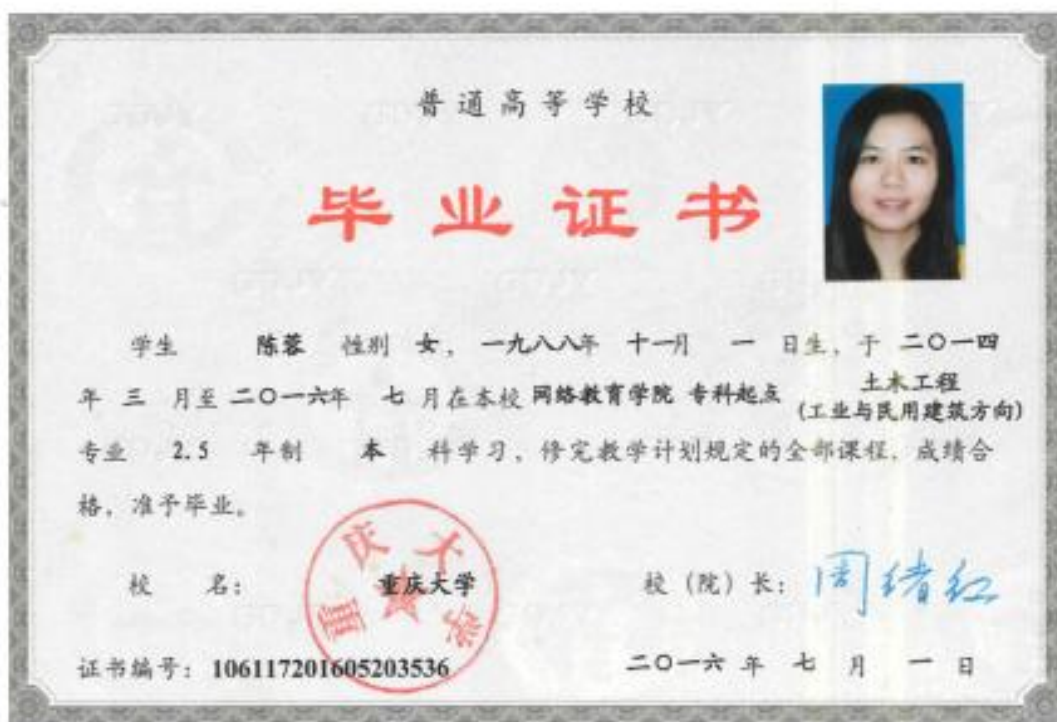 普通高等学校
毕业证书
学生 陈蓉 性别 女，一九八八年 十一月 一 日生，于 二〇一四
年 三 月至 二〇一六年 七 月在本校 网络教育学院 专科起点 土木工程
(工业与民用建筑方向)
专业 2.5 年制 本 科学习，修完教学计划规定的全部课程，成绩合
格，准予毕业。
重庆大学
校 名： 重庆大学 校（院）长：周绪红
证书编号：106117201605203536 二〇一六 年 七 月 一 日